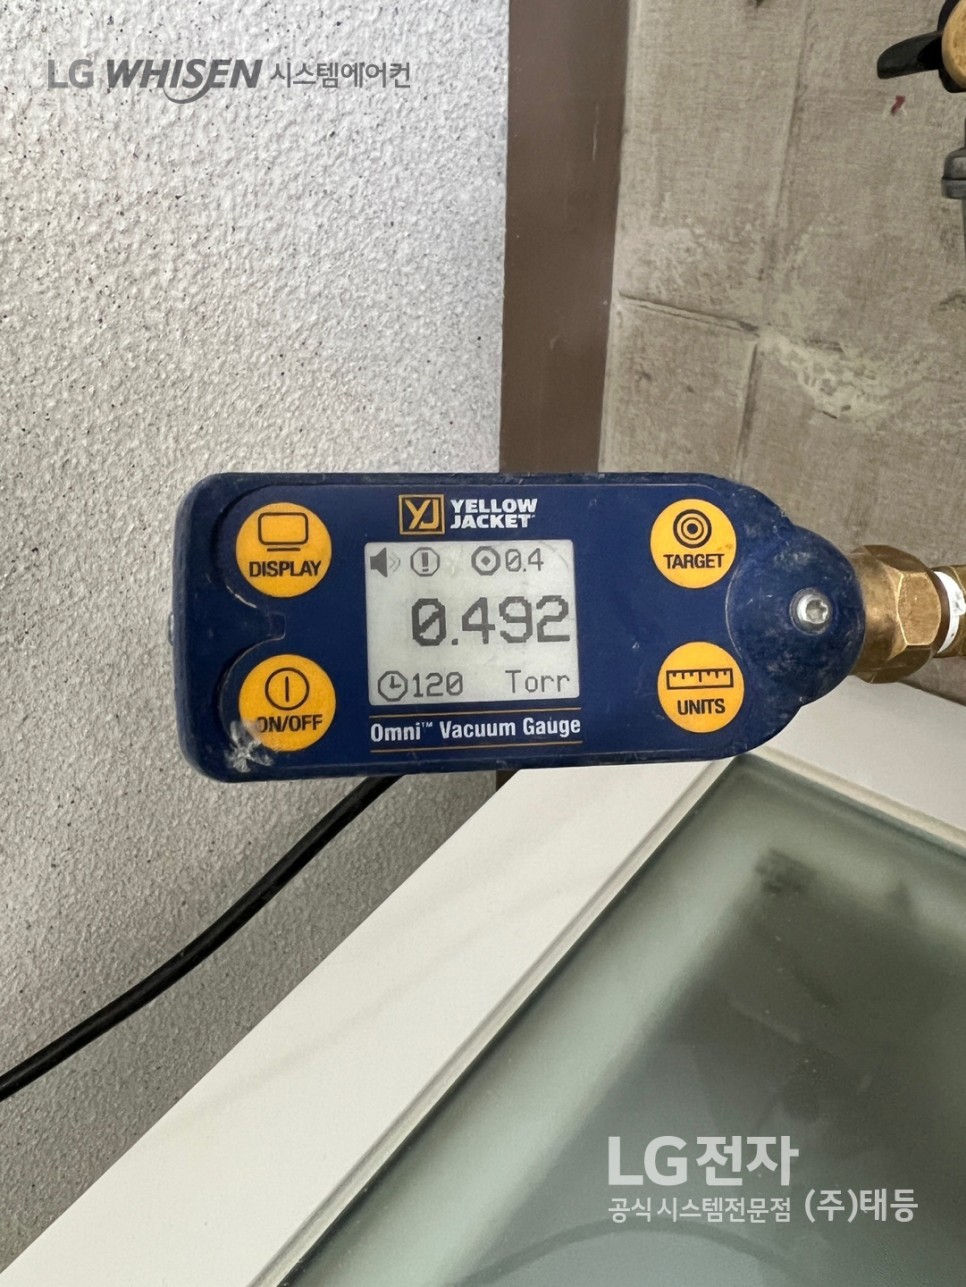 LG WHISEN 시스템에어컨
YELLOW
JACKET
DISPLAY
TARGET
0.4
0.492
120 Torr
ON/OFF
UNITS
Omni™ Vacuum Gauge
LG전자
공식 시스템전문점 (주)태등